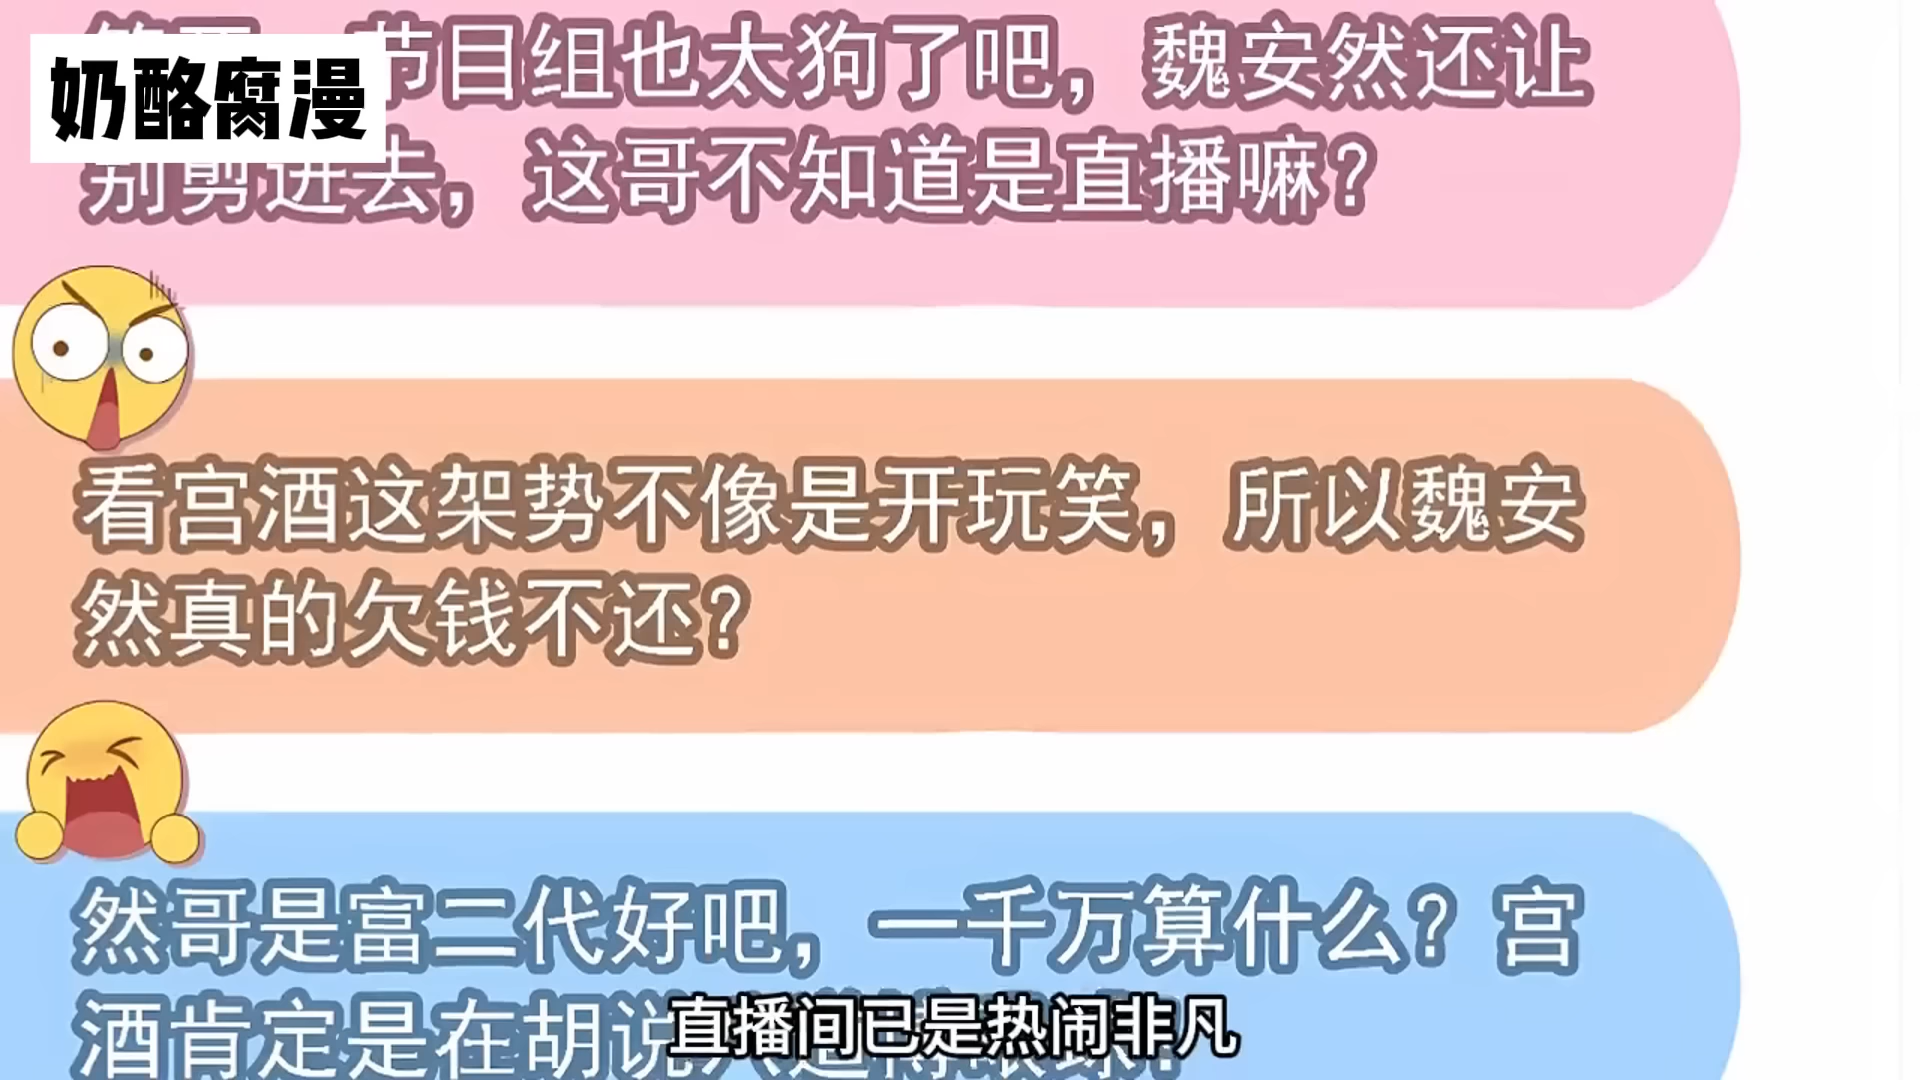 奶酪腐漫
节目组也太狗了吧，魏安然还让
别剪进去，这哥不知道是直播嘛？
看宫酒这架势不像是开玩笑，所以魏安
然真的欠钱不还？
然哥是富二代好吧，一千万算什么？宫
酒肯定是在胡说
直播间已是热闹非凡